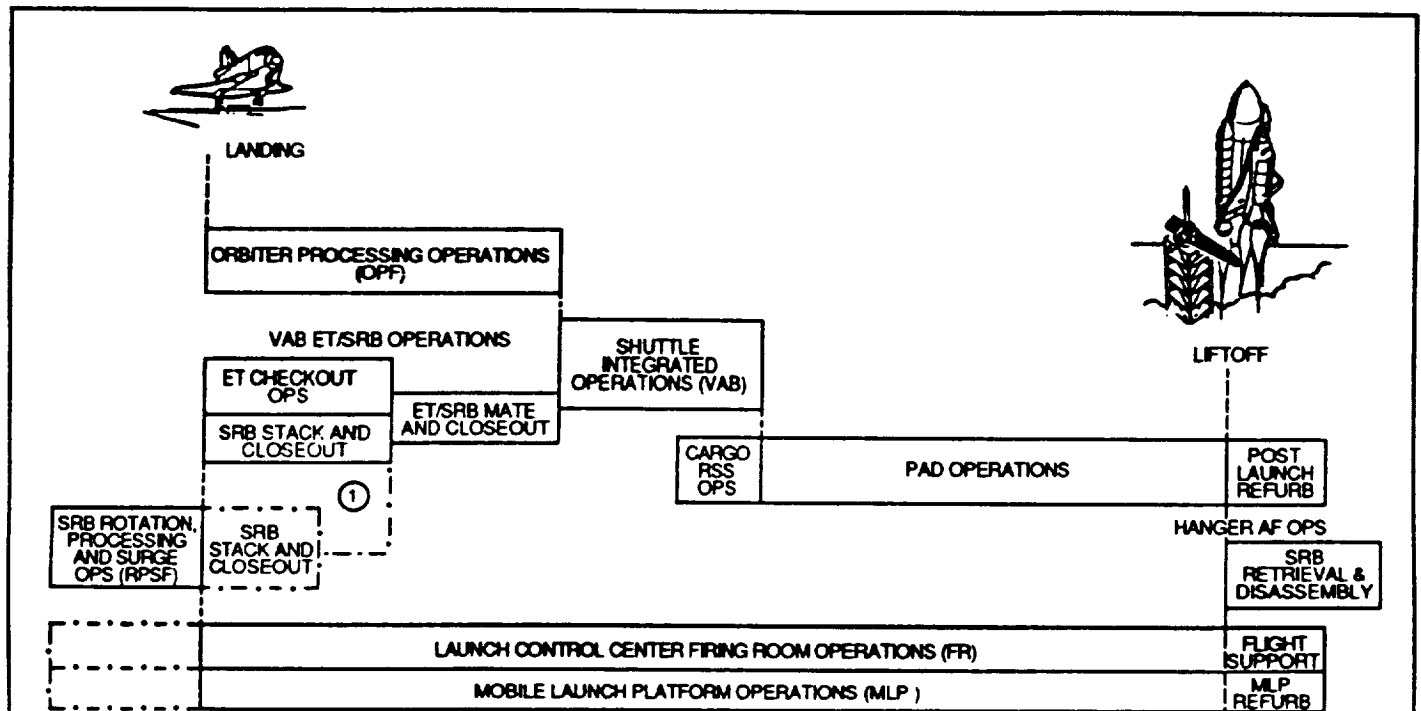 LANDING
ORBITER PROCESSING OPERATIONS
(OPF)
VAB ET/SRB OPERATIONS
SHUTTLE
INTEGRATED
OPERATIONS (VAB)
LIFTOFF
ET CHECKOUT
OPS
ET/SRB MATE
AND CLOSEOUT
SRB STACK AND
CLOSEOUT
CARGO
RSS
OPS
PAD OPERATIONS
POST
LAUNCH
REFURB
1
SRB ROTATION,
PROCESSING
AND SURGE
OPS (RPSF)
SRB
STACK AND
CLOSEOUT
HANGER AF OPS
SRB
RETRIEVAL &
DISASSEMBLY
LAUNCH CONTROL CENTER FIRING ROOM OPERATIONS (FR)
FLIGHT
SUPPORT
MOBILE LAUNCH PLATFORM OPERATIONS (MLP )
MLP
REFURB